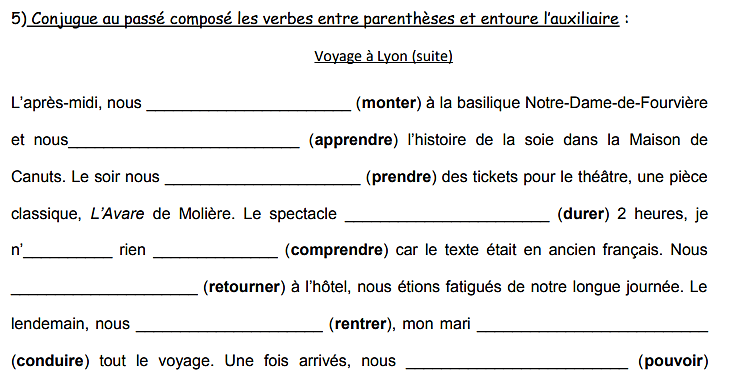 5) Conjugue au passé composé les verbes entre parenthèses et entoure l'auxiliaire :
Voyage à Lyon (suite)
L'après-midi, nous _______________________ (monter) à la basilique Notre-Dame-de-Fourvière
et nous__________________________ (apprendre) l'histoire de la soie dans la Maison de
Canuts. Le soir nous ______________________ (prendre) des tickets pour le théâtre, une pièce
classique, L'Avare de Molière. Le spectacle _______________________ (durer) 2 heures, je
n'__________ rien ______________ (comprendre) car le texte était en ancien français. Nous
_____________________ (retourner) à l'hôtel, nous étions fatigués de notre longue journée. Le
lendemain, nous _____________________ (rentrer), mon mari __________________________
(conduire) tout le voyage. Une fois arrivés, nous _________________________ (pouvoir)